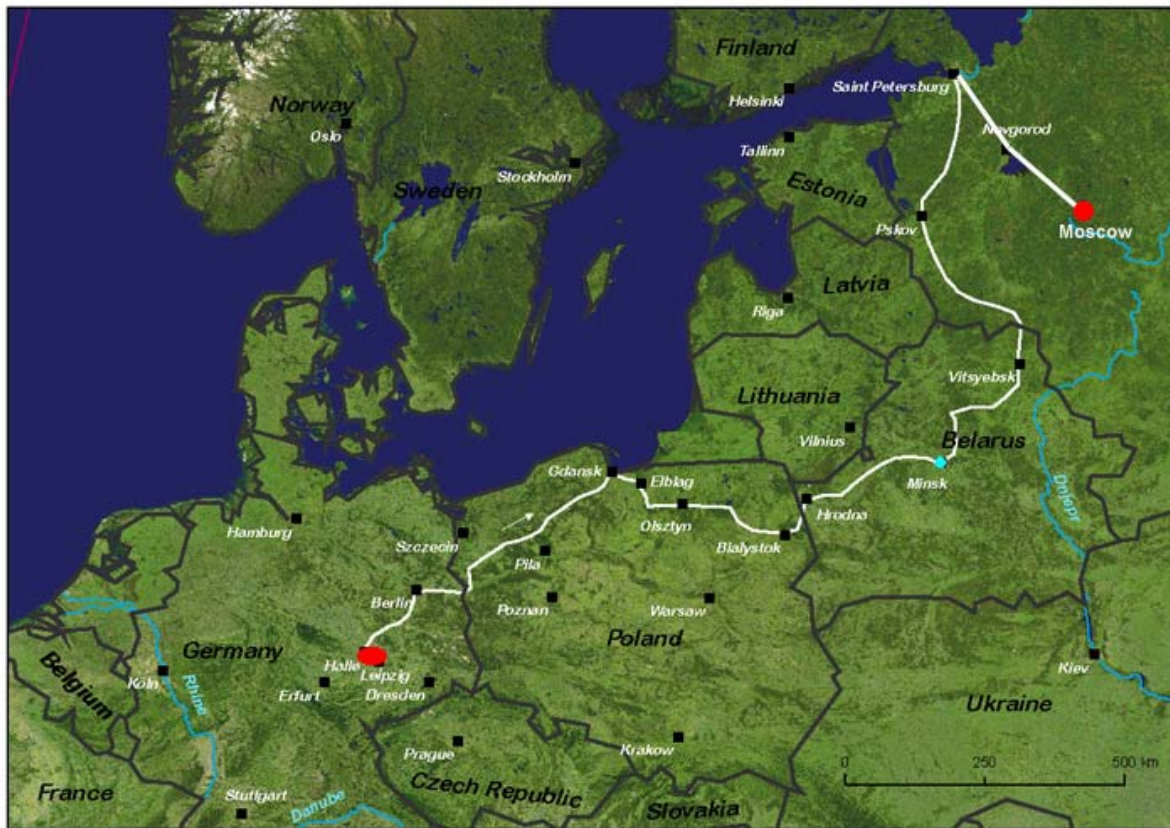 Finland
Saint Petersburg
Helsinki
Norway
Oslo
Novgorod
Tallinn
Stockholm
Sweden
Estonia
Pskov
Moscow
Latvia
Riga
Vitsyebsk
Lithuania
Vilnius
Belarus
Gdansk
Elblag
Minsk
Hrodna
Olsztyn
Dniepr
Hamburg
Szczecin
Bialystok
Pila
Berlin
Poznan
Warsaw
Poland
Germany
Halle
Leipzig
Kiev
Belgium
Köln
Rhine
Erfurt
Dresden
Ukraine
Prague
Krakow
Czech Republic
0 250 500 km
France
Stuttgart
Danube
Slovakia